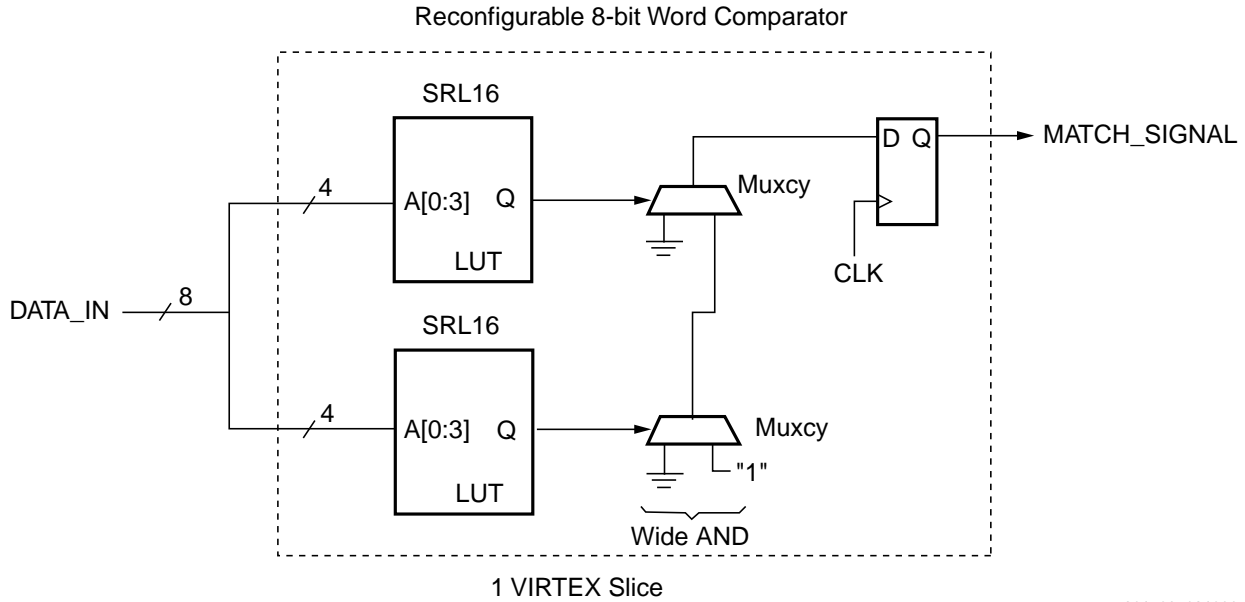 Reconfigurable 8-bit Word Comparator
SRL16
4
A[0:3] Q
LUT
Muxcy
D Q
MATCH_SIGNAL
CLK
DATA_IN
8
SRL16
4
A[0:3] Q
LUT
Muxcy
"1"
Wide AND
1 VIRTEX Slice